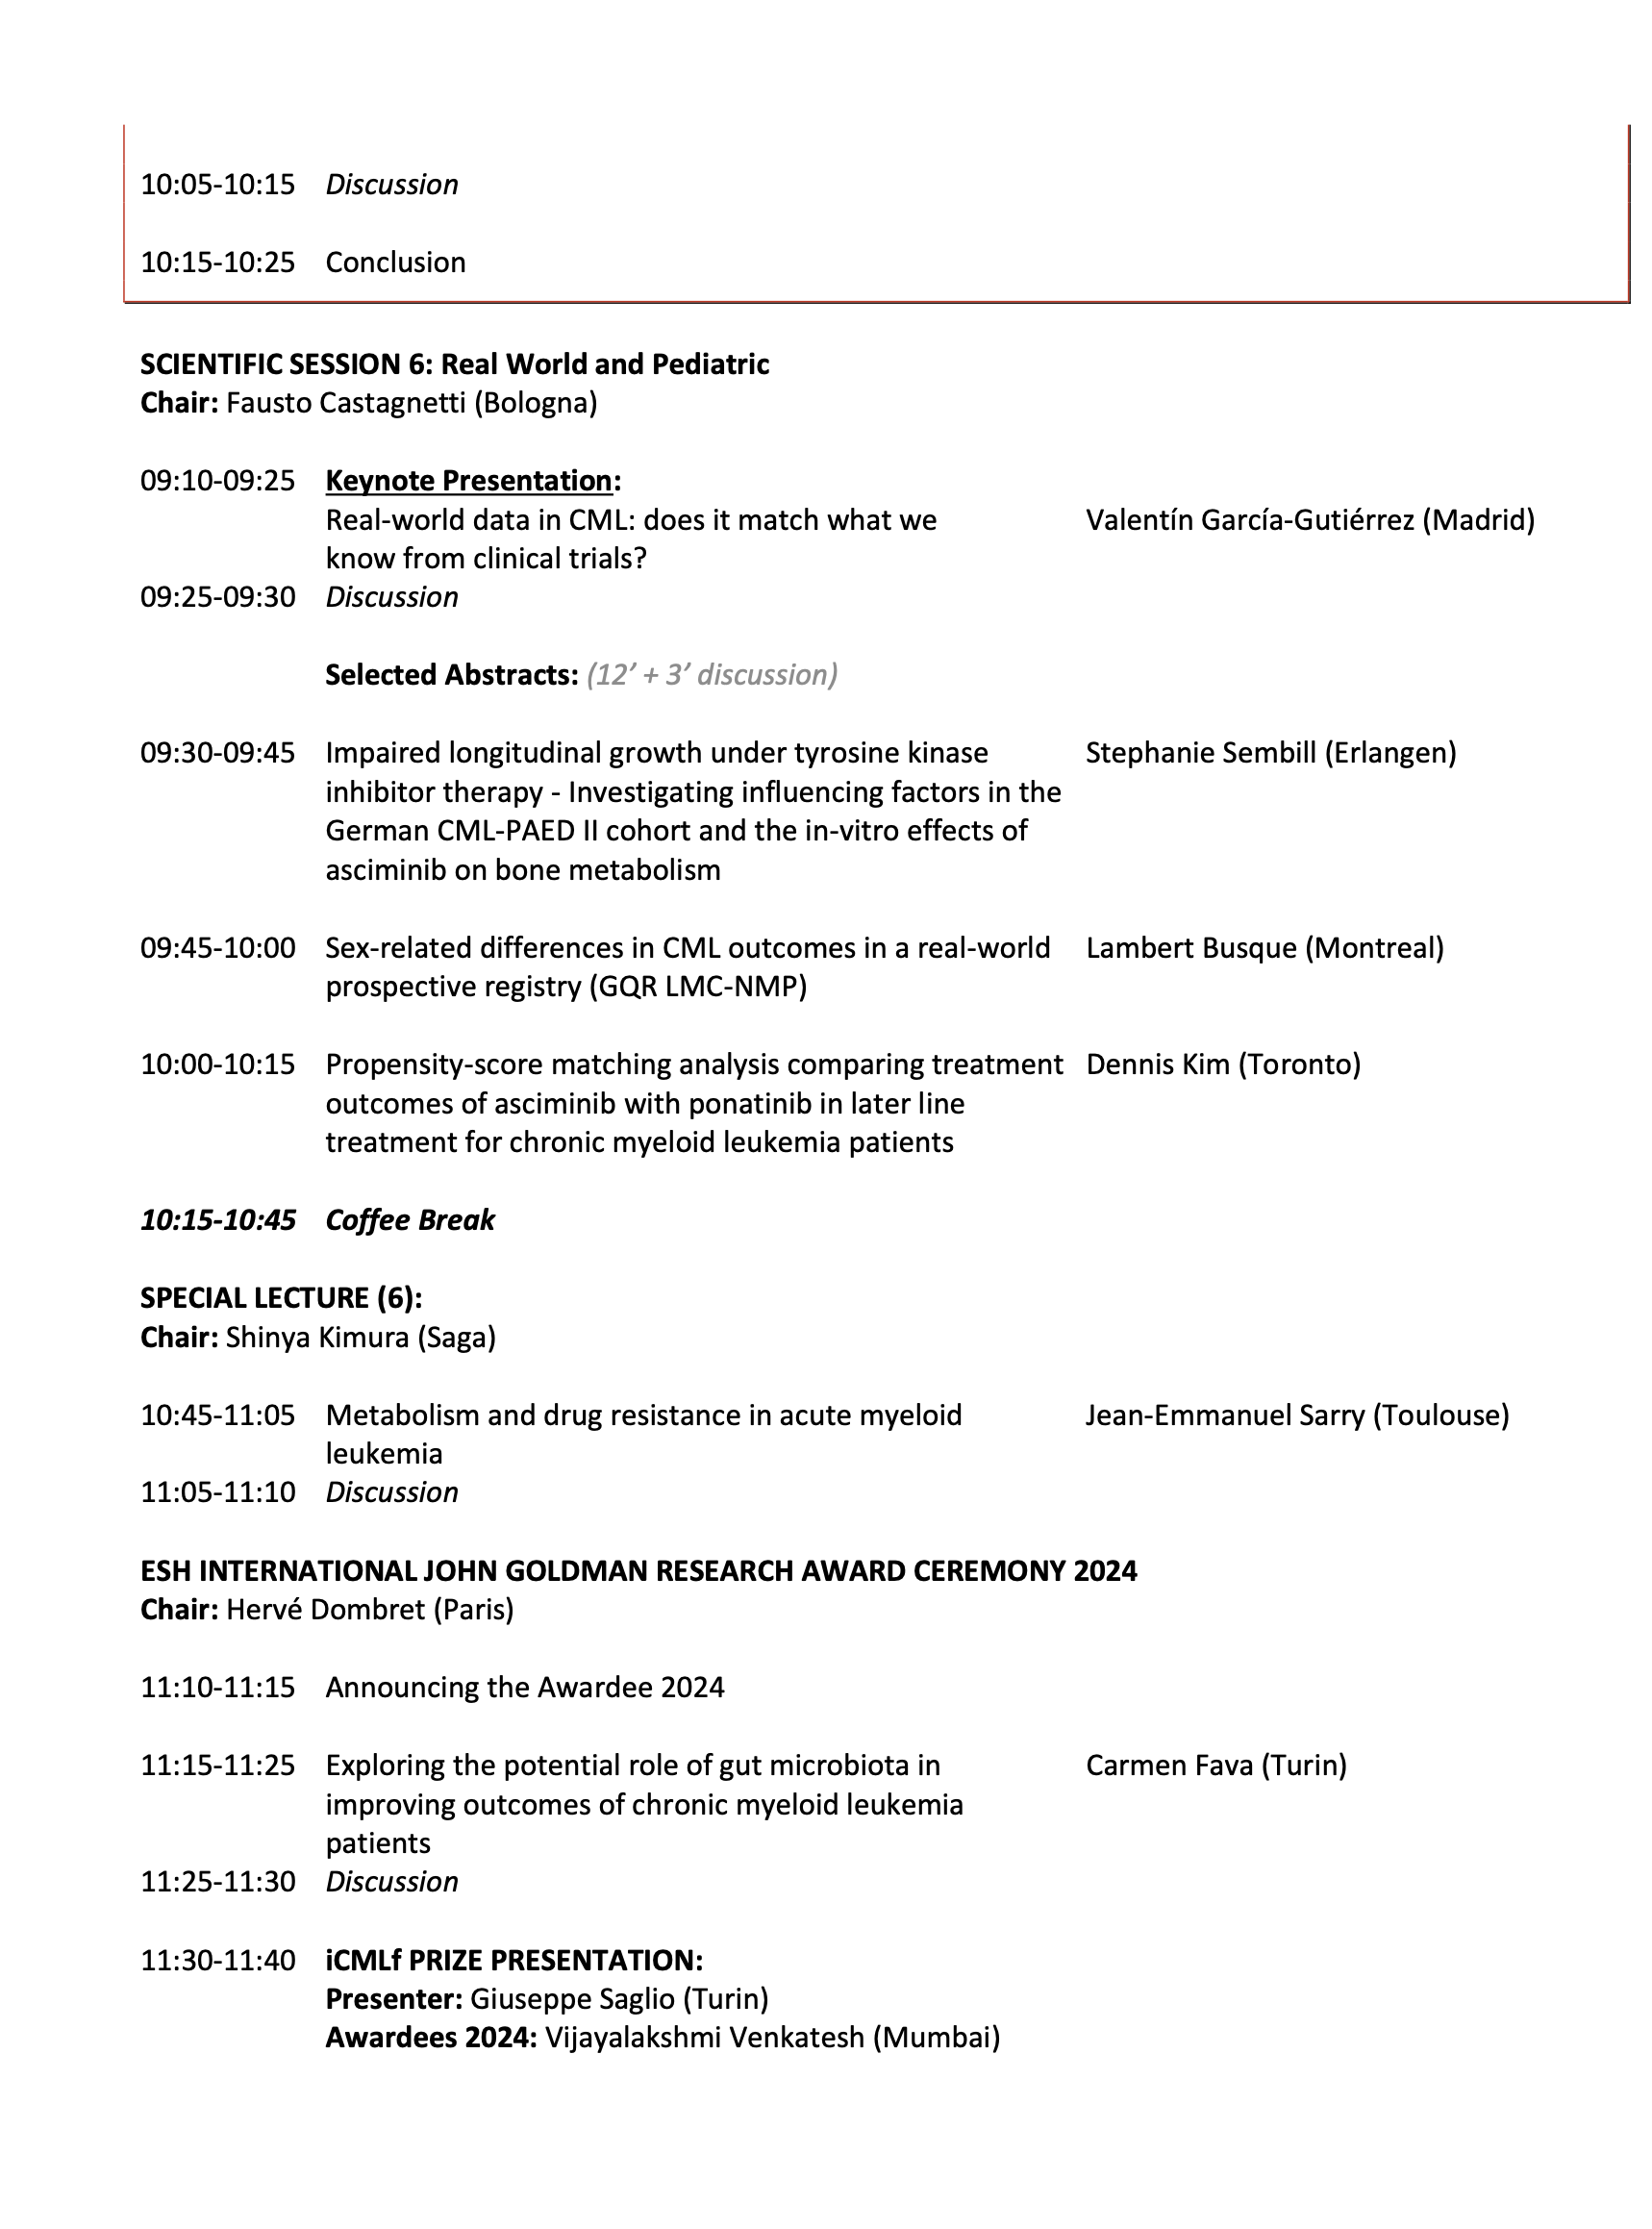 10:05-10:15 Discussion
10:15-10:25 Conclusion
SCIENTIFIC SESSION 6: Real World and Pediatric
Chair: Fausto Castagnetti (Bologna)
09:10-09:25 Keynote Presentation:
Real-world data in CML: does it match what we Valentín García-Gutiérrez (Madrid)
know from clinical trials?
09:25-09:30 Discussion
Selected Abstracts: (12’ + 3’ discussion)
09:30-09:45 Impaired longitudinal growth under tyrosine kinase Stephanie Sembill (Erlangen)
inhibitor therapy - Investigating influencing factors in the
German CML-PAED II cohort and the in-vitro effects of
asciminib on bone metabolism
09:45-10:00 Sex-related differences in CML outcomes in a real-world Lambert Busque (Montreal)
prospective registry (GQR LMC-NMP)
10:00-10:15 Propensity-score matching analysis comparing treatment Dennis Kim (Toronto)
outcomes of asciminib with ponatinib in later line
treatment for chronic myeloid leukemia patients
10:15-10:45 Coffee Break
SPECIAL LECTURE (6):
Chair: Shinya Kimura (Saga)
10:45-11:05 Metabolism and drug resistance in acute myeloid Jean-Emmanuel Sarry (Toulouse)
leukemia
11:05-11:10 Discussion
ESH INTERNATIONAL JOHN GOLDMAN RESEARCH AWARD CEREMONY 2024
Chair: Hervé Dombret (Paris)
11:10-11:15 Announcing the Awardee 2024
11:15-11:25 Exploring the potential role of gut microbiota in Carmen Fava (Turin)
improving outcomes of chronic myeloid leukemia
patients
11:25-11:30 Discussion
11:30-11:40 iCMLf PRIZE PRESENTATION:
Presenter: Giuseppe Saglio (Turin)
Awardees 2024: Vijayalakshmi Venkatesh (Mumbai)